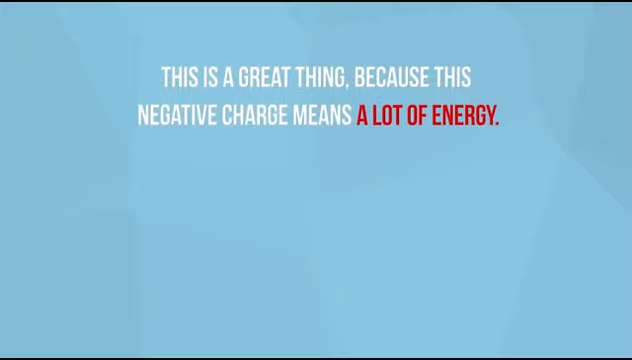 THIS IS A GREAT THING, BECAUSE THIS
NEGATIVE CHARGE MEANS A LOT OF ENERGY.